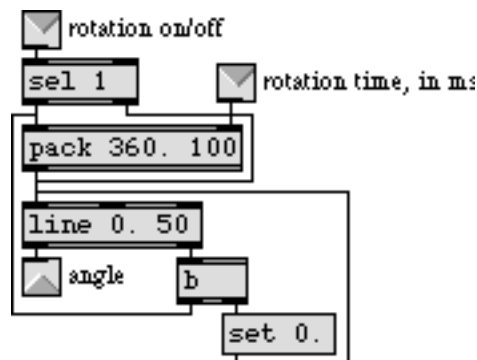 rotation on/off
sel 1
rotation time, in ms
pack 360. 100
line 0. 50
angle
b
set 0.